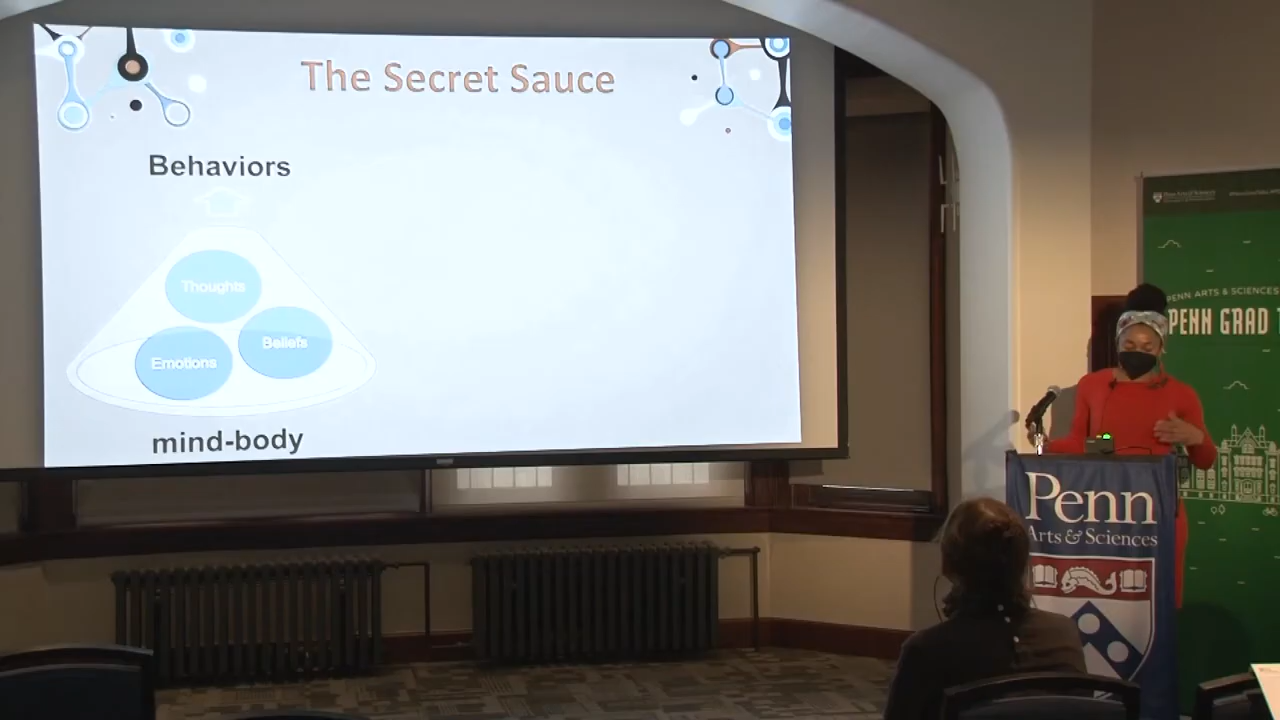 The Secret Sauce
Behaviors
Thoughts
Beliefs
Emotions
mind-body
PENN ARTS & SCIENCES
PENN GRAD
Penn
Arts & Sciences